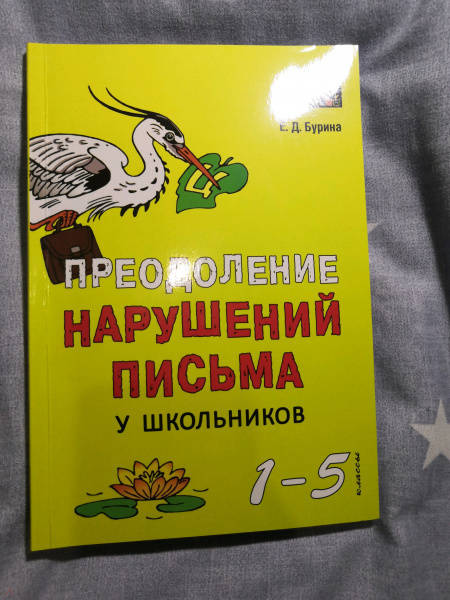 Е. Д. Бурина
ПРЕОДОЛЕНИЕ
НАРУШЕНИЙ
ПИСЬМА
У ШКОЛЬНИКОВ
1–5
классы